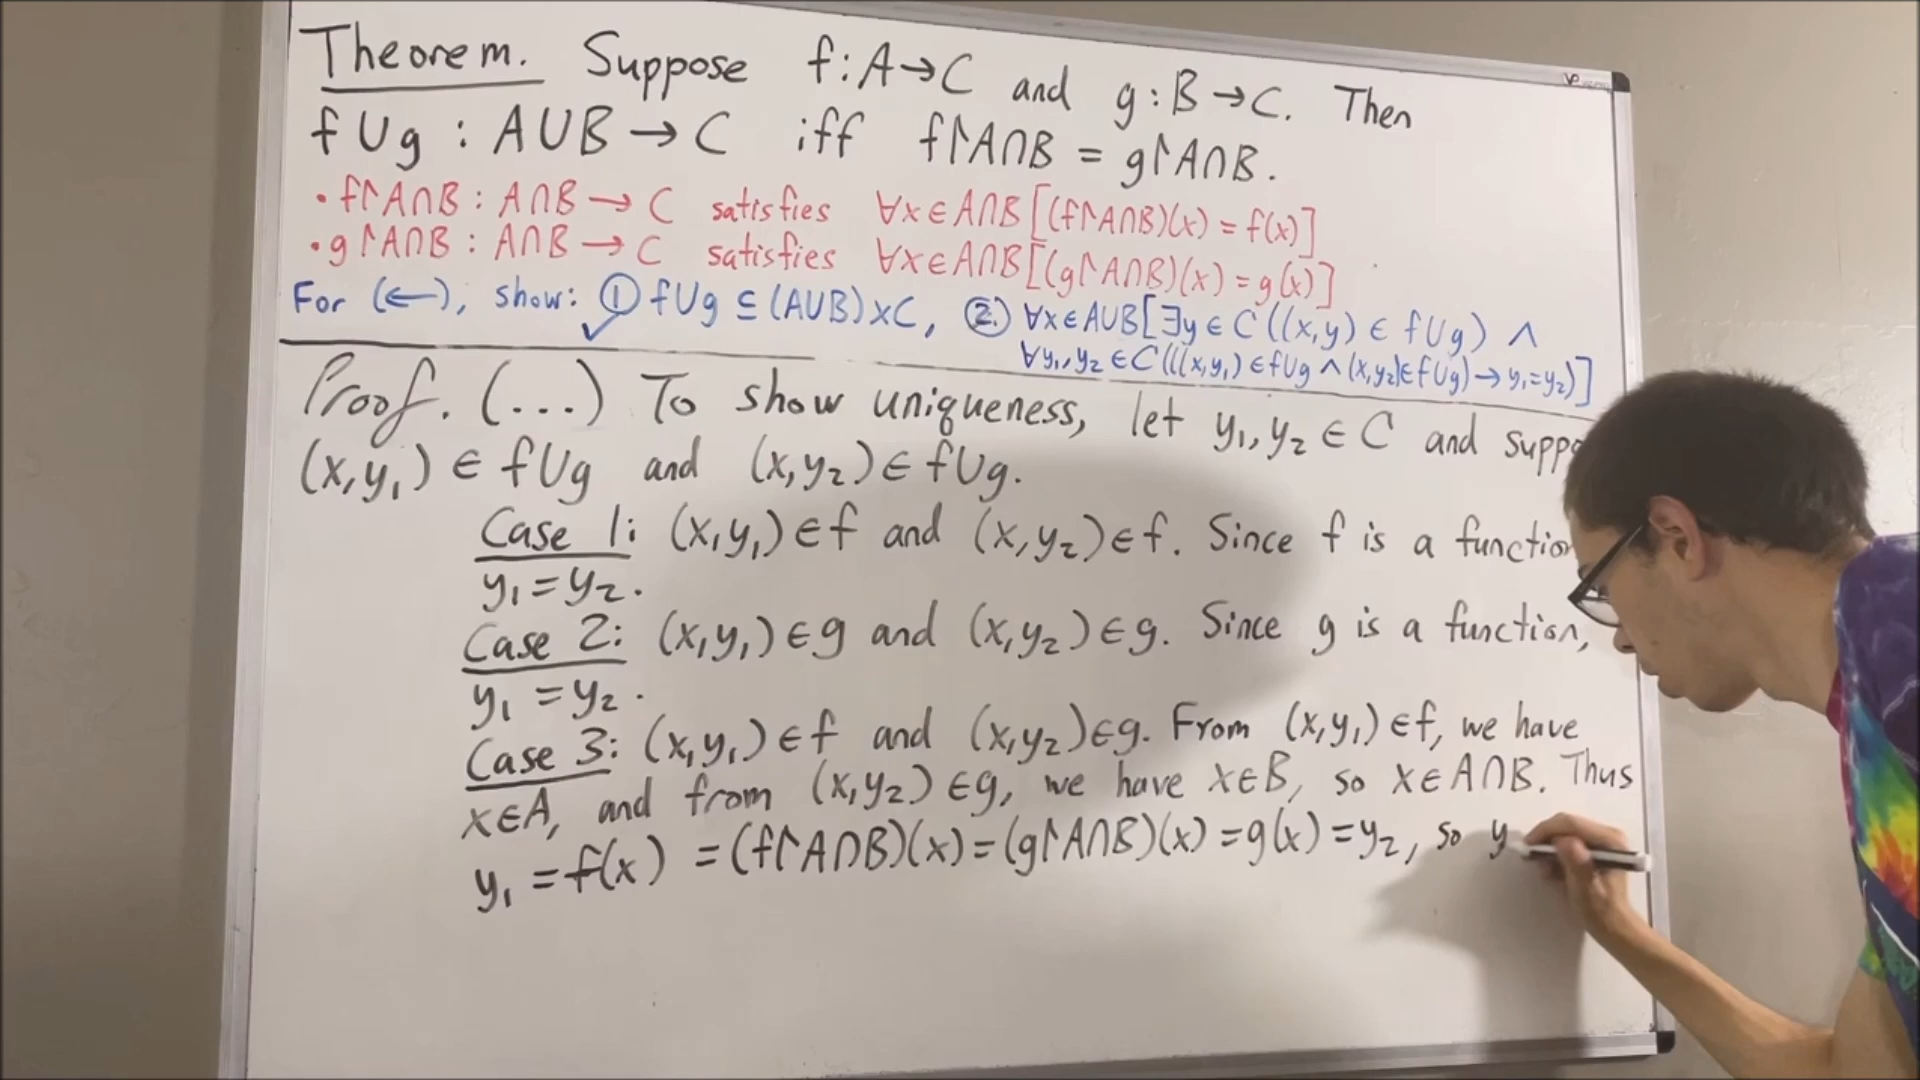 Theorem. Suppose f: A→C and g: B→C. Then
f∪g : A∪B → C iff f↾A∩B = g↾A∩B.
• f↾A∩B : A∩B → C satisfies ∀x∈A∩B[(f↾A∩B)(x) = f(x)]
• g↾A∩B : A∩B → C satisfies ∀x∈A∩B[(g↾A∩B)(x) = g(x)]
For (←), show: ① f∪g ⊆ (A∪B)×C, ②. ∀x∈A∪B[∃y∈C((x,y) ∈ f∪g) ∧
∀y₁,y₂ ∈ C(((x,y₁) ∈ f∪g ∧ (x,y₂) ∈ f∪g) → y₁=y₂)]
Proof. (...) To show uniqueness, let y₁, y₂ ∈ C and suppo
(x,y₁) ∈ f∪g and (x,y₂) ∈ f∪g.
Case 1: (x,y₁) ∈ f and (x,y₂) ∈ f. Since f is a function
y₁ = y₂.
Case 2: (x,y₁) ∈ g and (x,y₂) ∈ g. Since g is a function,
y₁ = y₂.
Case 3: (x,y₁) ∈ f and (x,y₂) ∈ g. From (x,y₁) ∈ f, we have
x∈A, and from (x,y₂) ∈ g, we have x∈B, so x∈A∩B. Thus
y₁ = f(x) = (f↾A∩B)(x) = (g↾A∩B)(x) = g(x) = y₂, so y